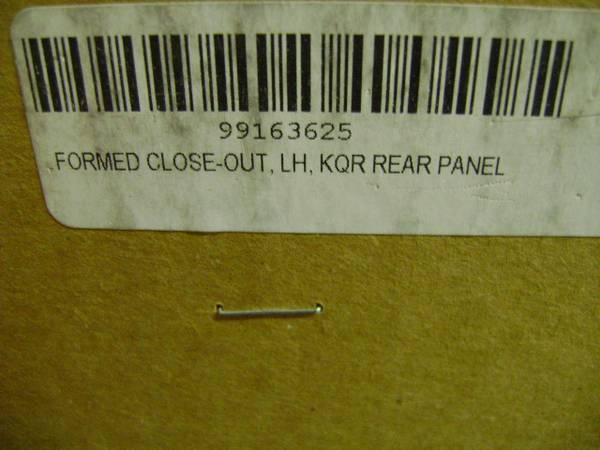 99163625
FORMED CLOSE-OUT, LH, KQR REAR PANEL